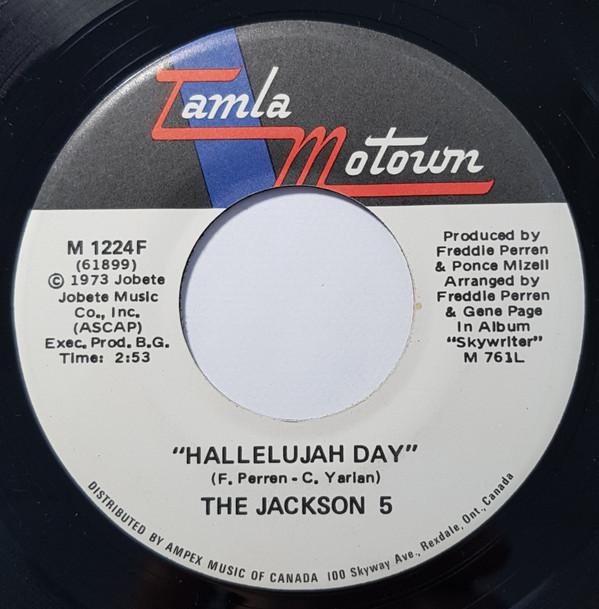 Tamla
Motown
M 1224F
(61899)
© 1973 Jobete
Jobete Music
Co., Inc.
(ASCAP)
Exec. Prod. B.G.
Time: 2:53
Produced by
Freddie Perren
& Ponce Mizell
Arranged by
Freddie Perren
& Gene Page
In Album
"Skywriter"
M 761L
"HALLELUJAH DAY"
(F. Perren - C. Yarian)
THE JACKSON 5
DISTRIBUTED BY AMPEX MUSIC OF CANADA 100 Skyway Ave., Rexdale, Ont., Canada